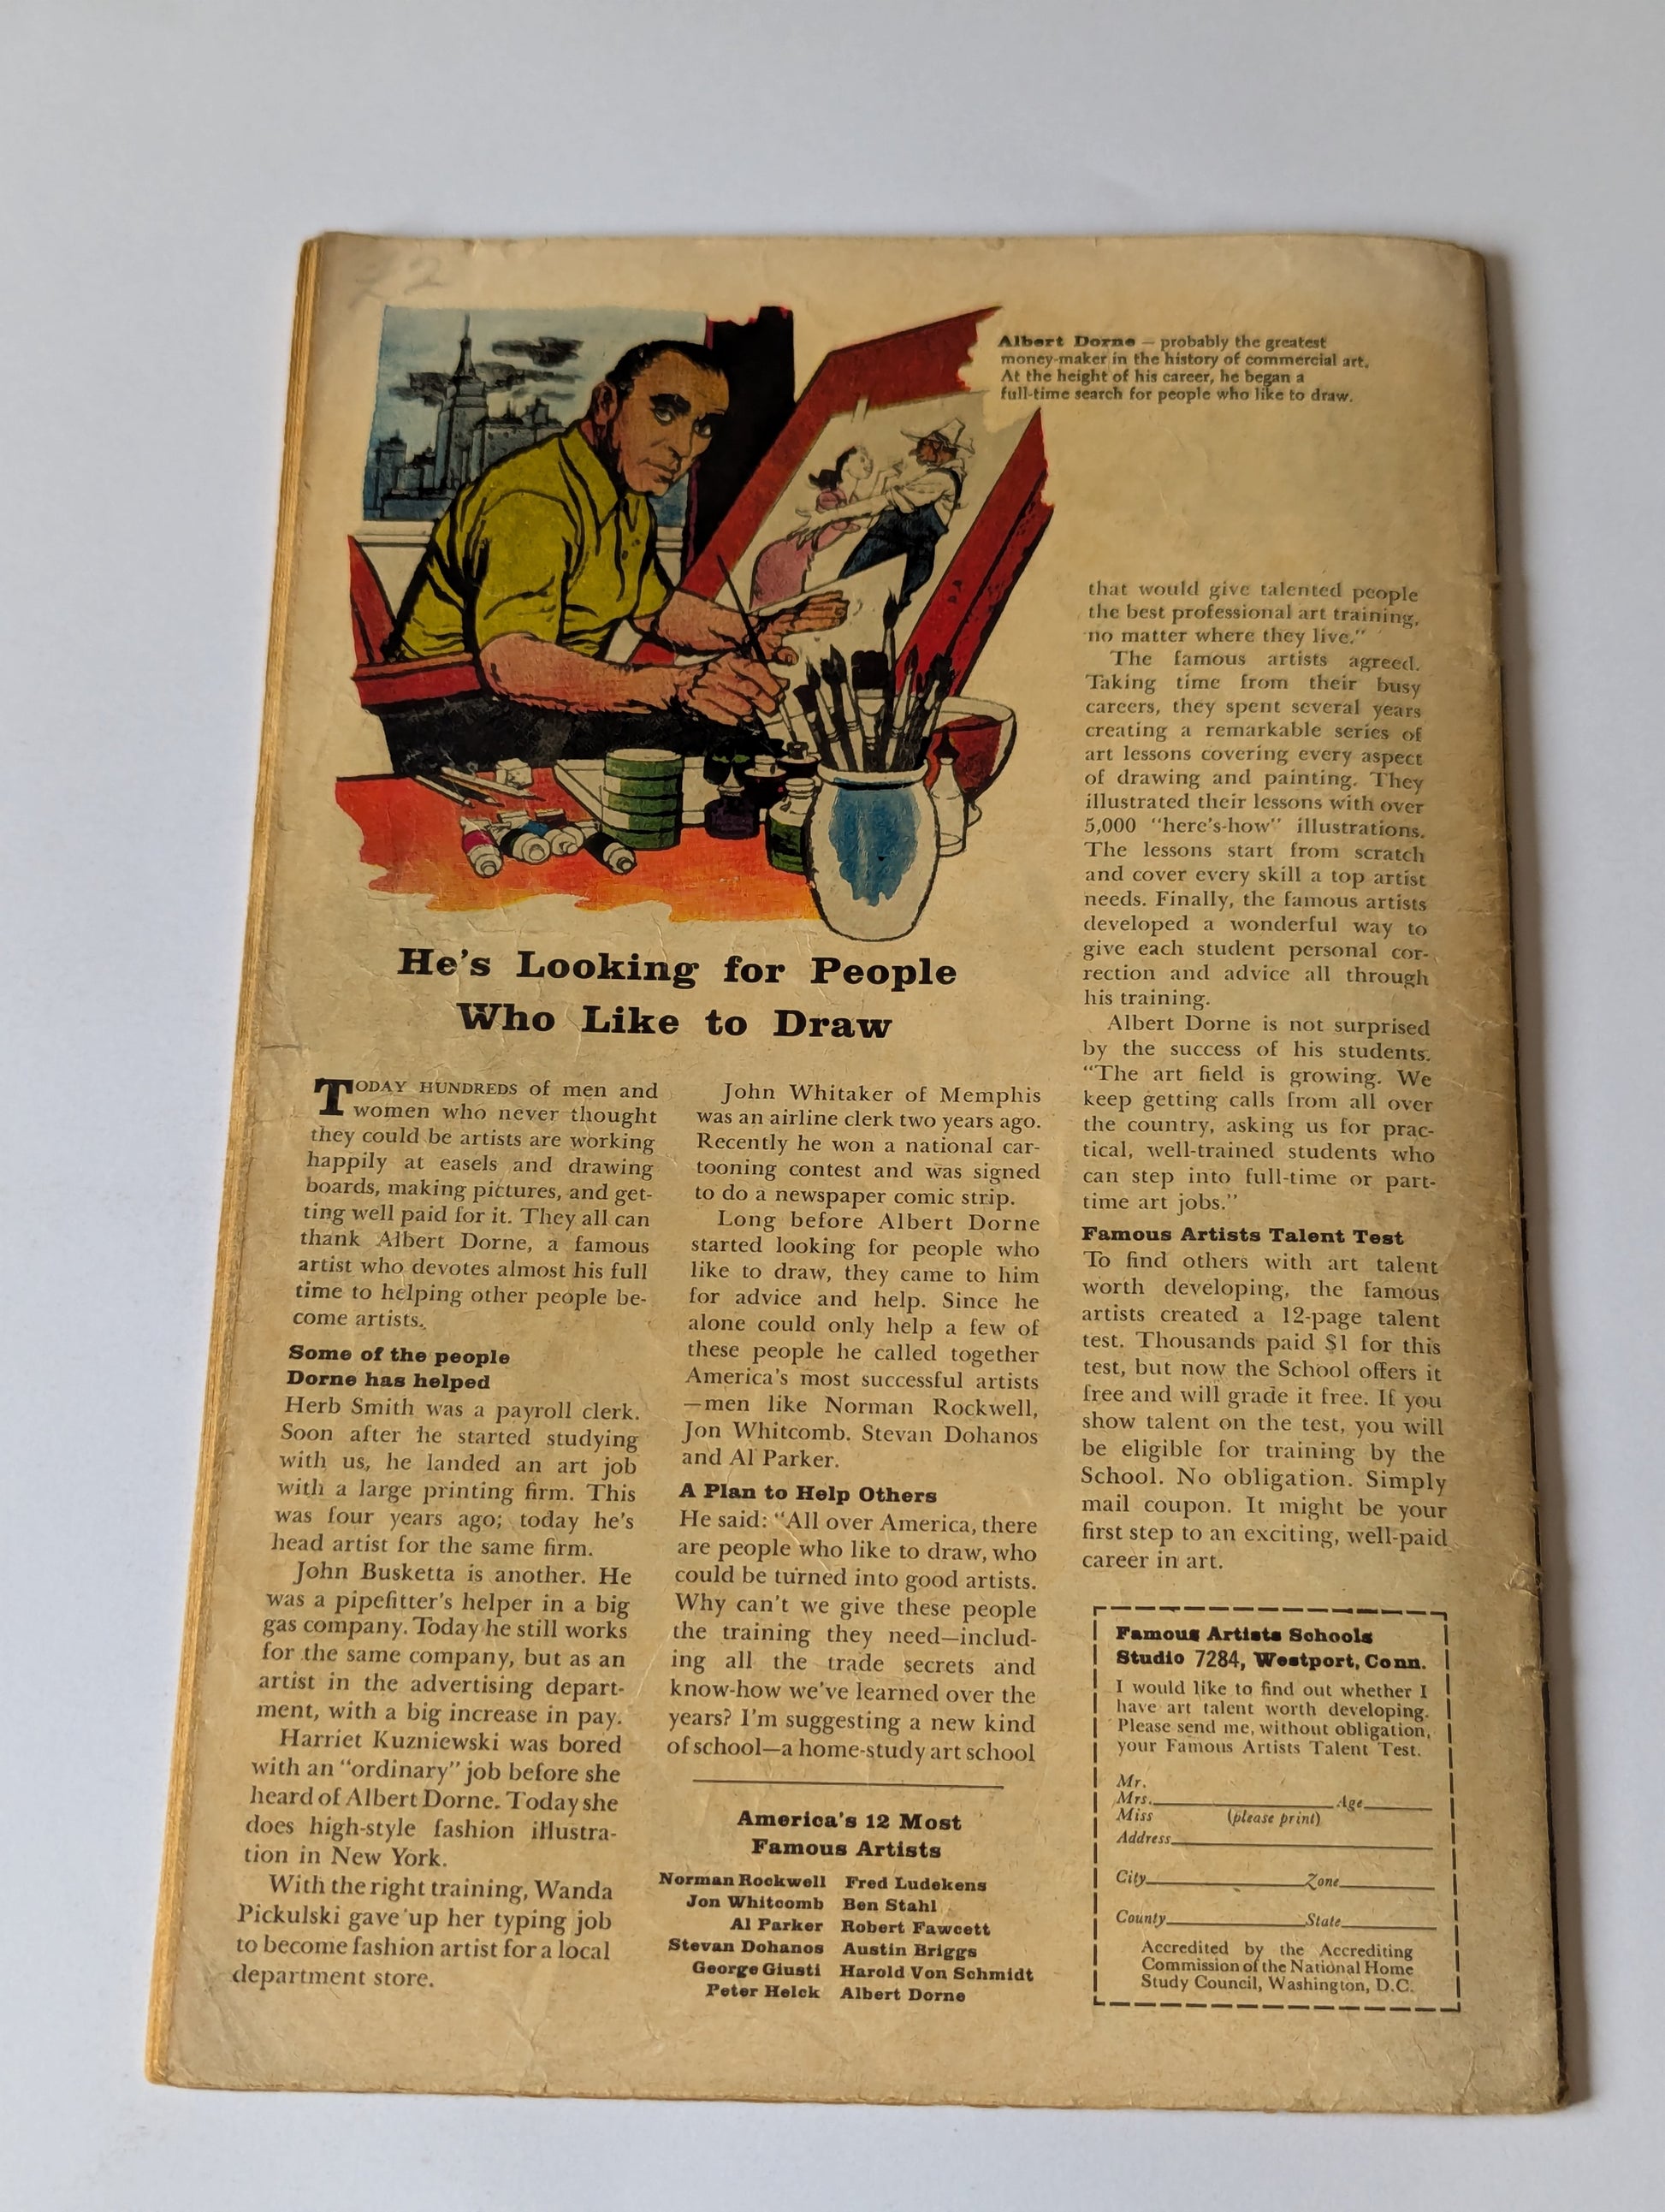 22
Albert Dorne — probably the greatest
money-maker in the history of commercial art.
At the height of his career, he began a
full-time search for people who like to draw.
He's Looking for People
Who Like to Draw
TODAY HUNDREDS of men and
women who never thought
they could be artists are working
happily at easels and drawing
boards, making pictures, and get-
ting well paid for it. They all can
thank Albert Dorne, a famous
artist who devotes almost his full
time to helping other people be-
come artists.
Some of the people
Dorne has helped
Herb Smith was a payroll clerk.
Soon after he started studying
with us, he landed an art job
with a large printing firm. This
was four years ago; today he's
head artist for the same firm.
John Busketta is another. He
was a pipefitter's helper in a big
gas company. Today he still works
for the same company, but as an
artist in the advertising depart-
ment, with a big increase in pay.
Harriet Kuzniewski was bored
with an "ordinary" job before she
heard of Albert Dorne. Today she
does high-style fashion illustra-
tion in New York.
With the right training, Wanda
Pickulski gave up her typing job
to become fashion artist for a local
department store.
John Whitaker of Memphis
was an airline clerk two years ago.
Recently he won a national car-
tooning contest and was signed
to do a newspaper comic strip.
Long before Albert Dorne
started looking for people who
like to draw, they came to him
for advice and help. Since he
alone could only help a few of
these people he called together
America's most successful artists
—men like Norman Rockwell,
Jon Whitcomb. Stevan Dohanos
and Al Parker.
A Plan to Help Others
He said: "All over America, there
are people who like to draw, who
could be turned into good artists.
Why can't we give these people
the training they need—includ-
ing all the trade secrets and
know-how we've learned over the
years? I'm suggesting a new kind
of school—a home-study art school
America's 12 Most
Famous Artists
Norman Rockwell Fred Ludekens
Jon Whitcomb Ben Stahl
Al Parker Robert Fawcett
Stevan Dohanos Austin Briggs
George Giusti Harold Von Schmidt
Peter Helck Albert Dorne
that would give talented people
the best professional art training,
no matter where they live."
The famous artists agreed.
Taking time from their busy
careers, they spent several years
creating a remarkable series of
art lessons covering every aspect
of drawing and painting. They
illustrated their lessons with over
5,000 "here's-how" illustrations.
The lessons start from scratch
and cover every skill a top artist
needs. Finally, the famous artists
developed a wonderful way to
give each student personal cor-
rection and advice all through
his training.
Albert Dorne is not surprised
by the success of his students.
"The art field is growing. We
keep getting calls from all over
the country, asking us for prac-
tical, well-trained students who
can step into full-time or part-
time art jobs."
Famous Artists Talent Test
To find others with art talent
worth developing, the famous
artists created a 12-page talent
test. Thousands paid $1 for this
test, but now the School offers it
free and will grade it free. If you
show talent on the test, you will
be eligible for training by the
School. No obligation. Simply
mail coupon. It might be your
first step to an exciting, well-paid
career in art.
Famous Artists Schools
Studio 7284, Westport, Conn.
I would like to find out whether I
have art talent worth developing.
Please send me, without obligation,
your Famous Artists Talent Test.
Mr.
Mrs. Age
Miss (please print)
Address
City Zone
County State
Accredited by the Accrediting
Commission of the National Home
Study Council, Washington, D.C.